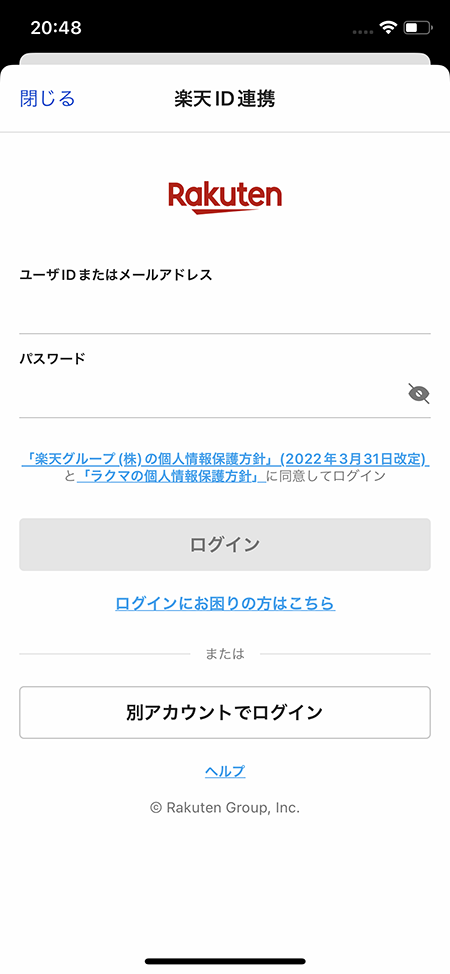 20:48
閉じる
楽天ID連携
Rakuten
ユーザIDまたはメールアドレス
パスワード
「楽天グループ(株)の個人情報保護方針」(2022年3月31日改定)
と「ラクマの個人情報保護方針」に同意してログイン
ログイン
ログインにお困りの方はこちら
または
別アカウントでログイン
ヘルプ
© Rakuten Group, Inc.